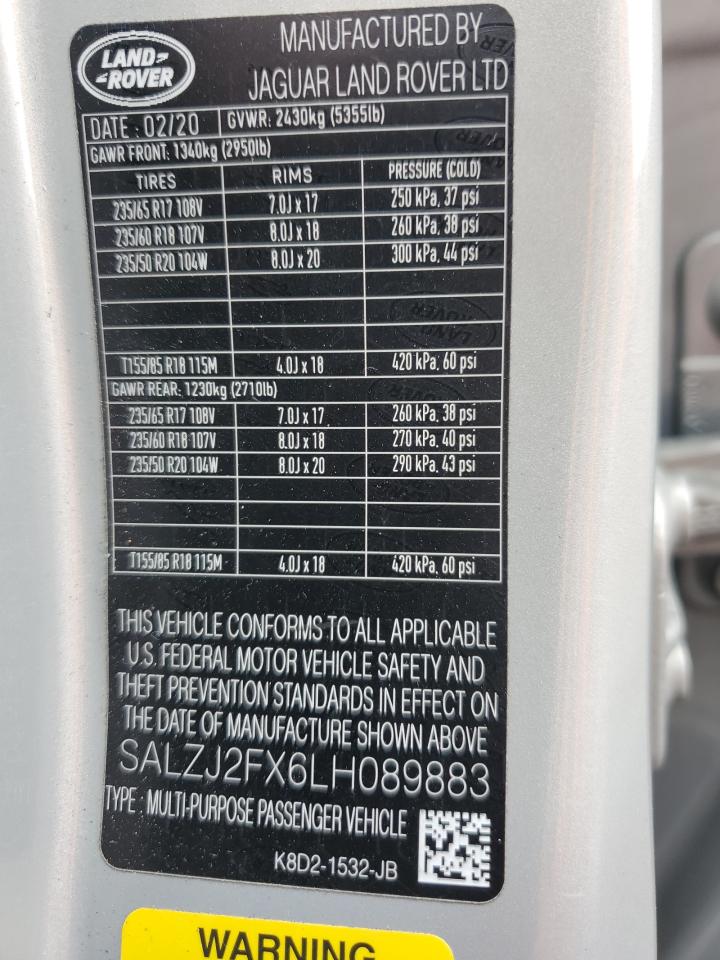 LAND-
-ROVER
MANUFACTURED BY
JAGUAR LAND ROVER LTD
DATE : 02/20 GVWR: 2430kg (5355lb)
GAWR FRONT: 1340kg (2950lb)
TIRES RIMS PRESSURE (COLD)
235/65 R17 108V 7.0J x 17 250 kPa, 37 psi
235/60 R18 107V 8.0J x 18 260 kPa, 38 psi
235/50 R20 104W 8.0J x 20 300 kPa, 44 psi
T155/85 R18 115M 4.0J x 18 420 kPa, 60 psi
GAWR REAR: 1230kg (2710lb)
235/65 R17 108V 7.0J x 17 260 kPa, 38 psi
235/60 R18 107V 8.0J x 18 270 kPa, 40 psi
235/50 R20 104W 8.0J x 20 290 kPa, 43 psi
T155/85 R18 115M 4.0J x 18 420 kPa, 60 psi
THIS VEHICLE CONFORMS TO ALL APPLICABLE
U.S. FEDERAL MOTOR VEHICLE SAFETY AND
THEFT PREVENTION STANDARDS IN EFFECT ON
THE DATE OF MANUFACTURE SHOWN ABOVE
SALZJ2FX6LH089883
TYPE : MULTI-PURPOSE PASSENGER VEHICLE
K8D2-1532-JB
WARNING